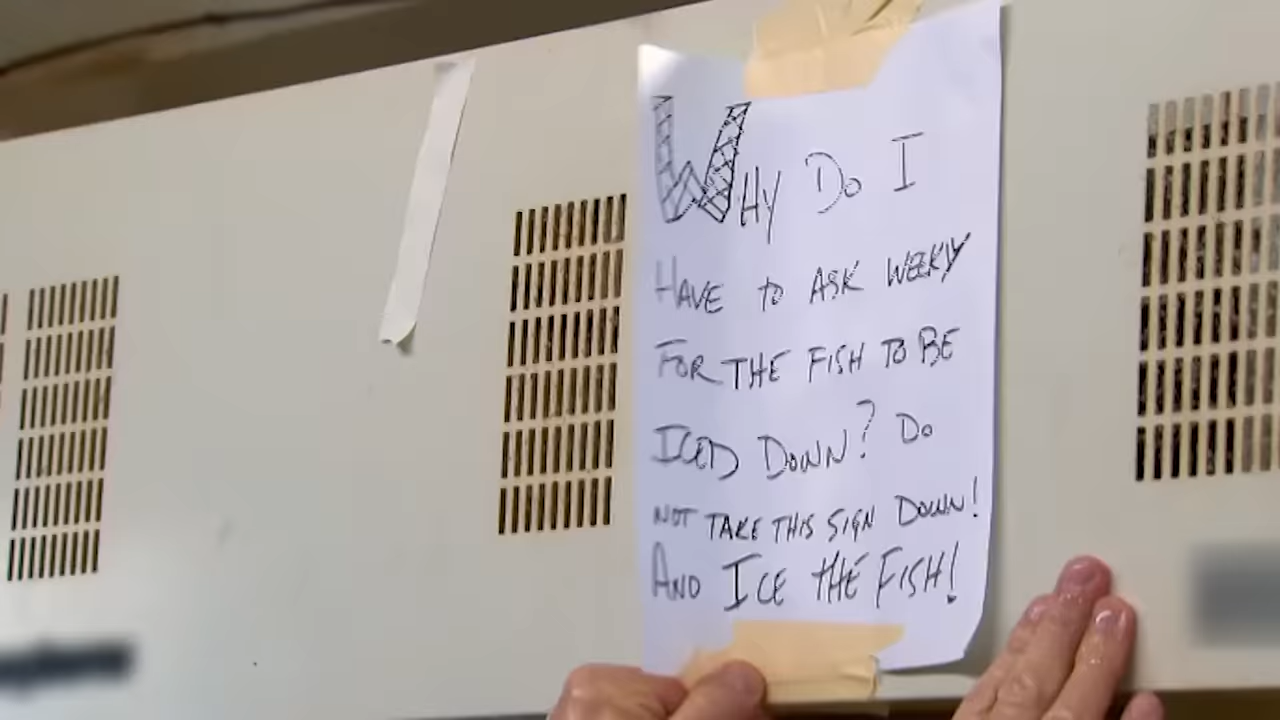 WHY DO I
HAVE TO ASK WEEKLY
FOR THE FISH TO BE
ICED DOWN? DO
NOT TAKE THIS SIGN DOWN!
AND ICE THE FISH!